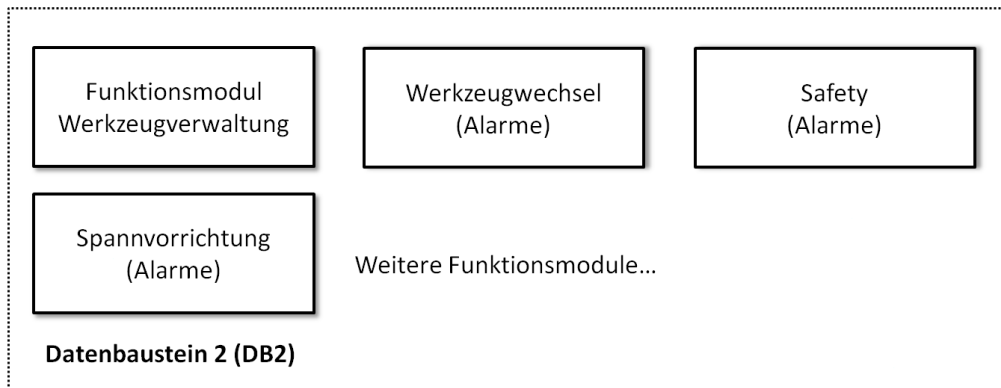 Funktionsmodul
Werkzeugverwaltung
Werkzeugwechsel
(Alarme)
Safety
(Alarme)
Spannvorrichtung
(Alarme)
Weitere Funktionsmodule...
Datenbaustein 2 (DB2)